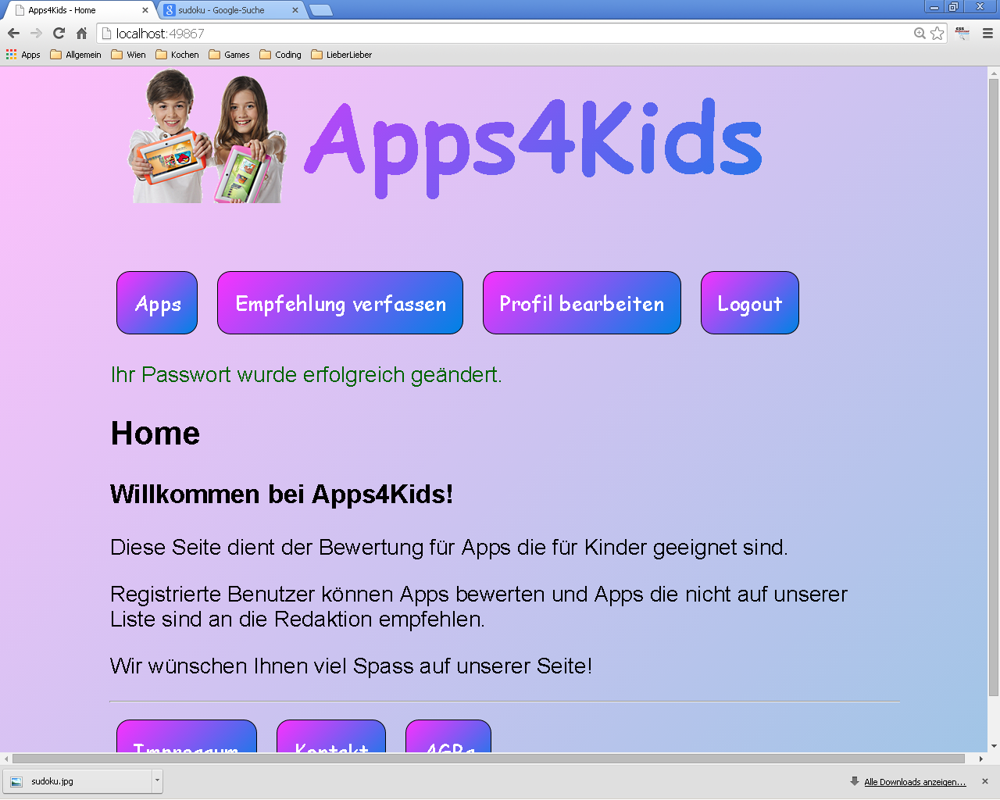 Apps4Kids - Home
sudoku - Google-Suche
localhost:49867
Apps
Allgemein
Wien
Kochen
Games
Coding
LieberLieber
Apps4Kids
Apps
Empfehlung verfassen
Profil bearbeiten
Logout
Ihr Passwort wurde erfolgreich geändert.
Home
Willkommen bei Apps4Kids!
Diese Seite dient der Bewertung für Apps die für Kinder geeignet sind.
Registrierte Benutzer können Apps bewerten und Apps die nicht auf unserer
Liste sind an die Redaktion empfehlen.
Wir wünschen Ihnen viel Spass auf unserer Seite!
Impressum
Kontakt
AGBs
sudoku.jpg
Alle Downloads anzeigen...